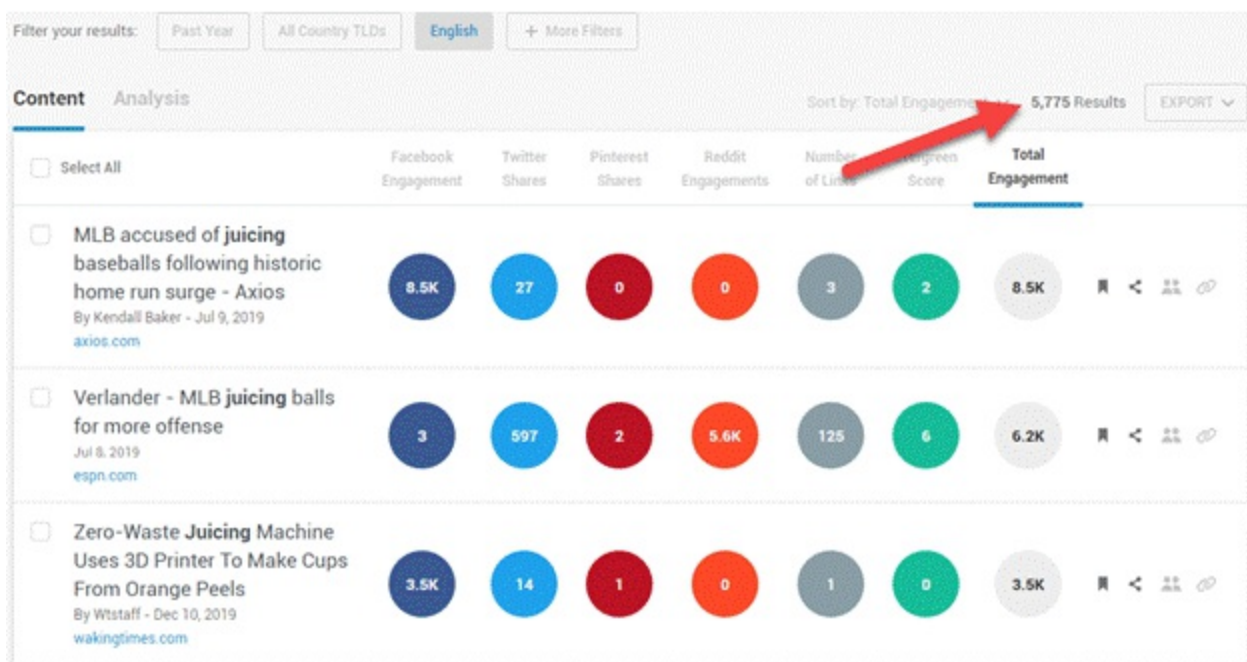 Filter your results: Past Year All Country TLDs English + More Filters
Content Analysis Sort by: Total Engagement 5,775 Results EXPORT
Select All
Facebook Engagement
Twitter Shares
Pinterest Shares
Reddit Engagements
Number of Links
Evergreen Score
Total Engagement
MLB accused of juicing
baseballs following historic
home run surge - Axios
By Kendall Baker - Jul 9, 2019
axios.com
8.5K 27 0 0 3 2 8.5K
Verlander - MLB juicing balls
for more offense
Jul 8, 2019
espn.com
3 597 2 5.6K 125 6 6.2K
Zero-Waste Juicing Machine
Uses 3D Printer To Make Cups
From Orange Peels
By Wtstaff - Dec 10, 2019
wakingtimes.com
3.5K 14 1 0 1 0 3.5K